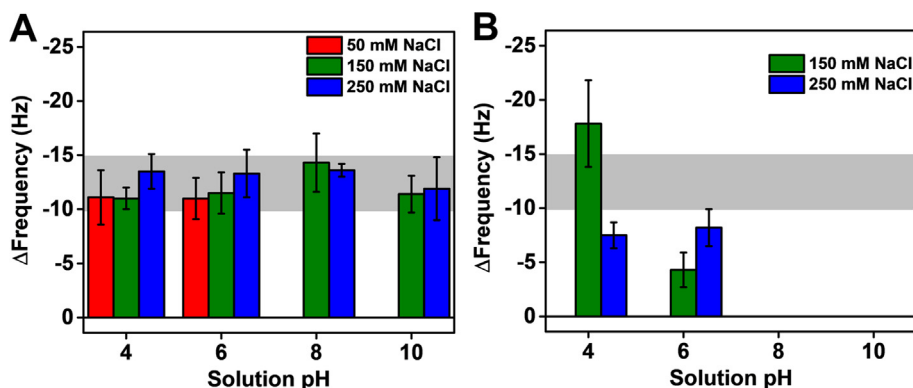 A
-25
-20
-15
-10
-5
0
ΔFrequency (Hz)
50 mM NaCl
150 mM NaCl
250 mM NaCl
4 6 8 10
Solution pH
B
-25
-20
-15
-10
-5
0
ΔFrequency (Hz)
150 mM NaCl
250 mM NaCl
4 6 8 10
Solution pH